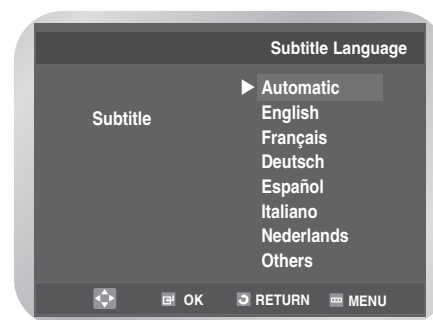 Subtitle Language
Automatic
Subtitle
English
Français
Deutsch
Español
Italiano
Nederlands
Others
OK RETURN MENU